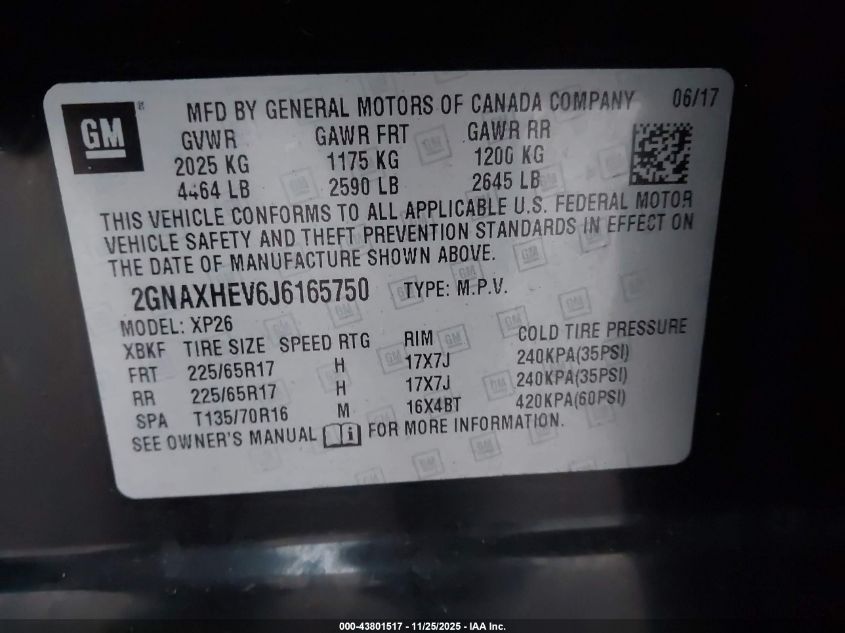 GM ® MFD BY GENERAL MOTORS OF CANADA COMPANY 06/17
GVWR GAWR FRT GAWR RR
2025 KG 1175 KG 1200 KG
4464 LB 2590 LB 2645 LB
THIS VEHICLE CONFORMS TO ALL APPLICABLE U.S. FEDERAL MOTOR
VEHICLE SAFETY AND THEFT PREVENTION STANDARDS IN EFFECT ON
THE DATE OF MANUFACTURE SHOWN ABOVE.
2GNAXHEV6J6165750 TYPE: M.P.V.
MODEL: XP26
XBKF TIRE SIZE SPEED RTG RIM COLD TIRE PRESSURE
FRT 225/65R17 H 17X7J 240KPA(35PSI)
RR 225/65R17 H 17X7J 240KPA(35PSI)
SPA T135/70R16 M 16X4BT 420KPA(60PSI)
SEE OWNER'S MANUAL i FOR MORE INFORMATION.
000-43801517 - 11/25/2025 - IAA Inc.